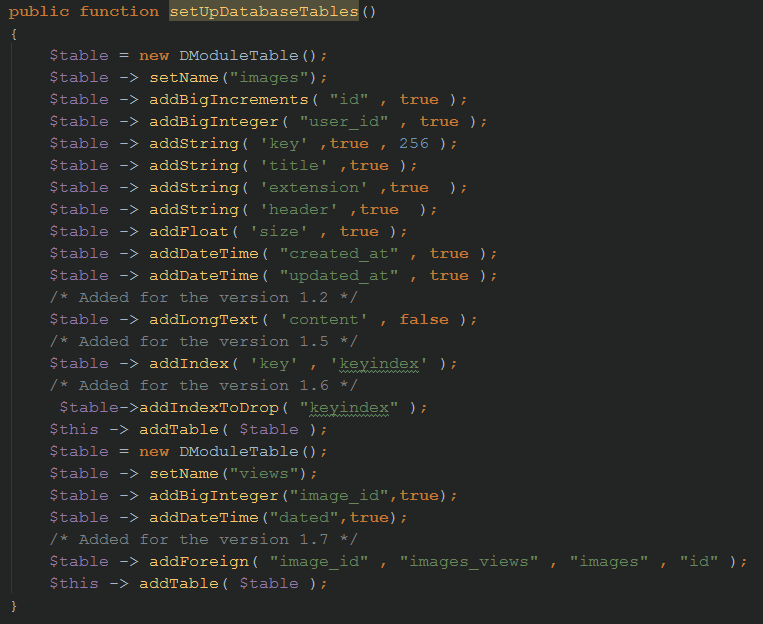 public function setUpDatabaseTables()
{
$table = new DModuleTable();
$table -> setName("images");
$table -> addBigIncrements( "id" , true );
$table -> addBigInteger( "user_id" , true );
$table -> addString( 'key' ,true , 256 );
$table -> addString( 'title' ,true );
$table -> addString( 'extension' ,true  );
$table -> addString( 'header' ,true  );
$table -> addFloat( 'size' , true );
$table -> addDateTime( "created_at" , true );
$table -> addDateTime( "updated_at" , true );
/* Added for the version 1.2 */
$table -> addLongText( 'content' , false );
/* Added for the version 1.5 */
$table -> addIndex( 'key' , 'keyindex' );
/* Added for the version 1.6 */
$table->addIndexToDrop( "keyindex" );
$this -> addTable( $table );
$table = new DModuleTable();
$table -> setName("views");
$table -> addBigInteger("image_id",true);
$table -> addDateTime("dated",true);
/* Added for the version 1.7 */
$table -> addForeign( "image_id" , "images_views" , "images" , "id" );
$this -> addTable( $table );
}